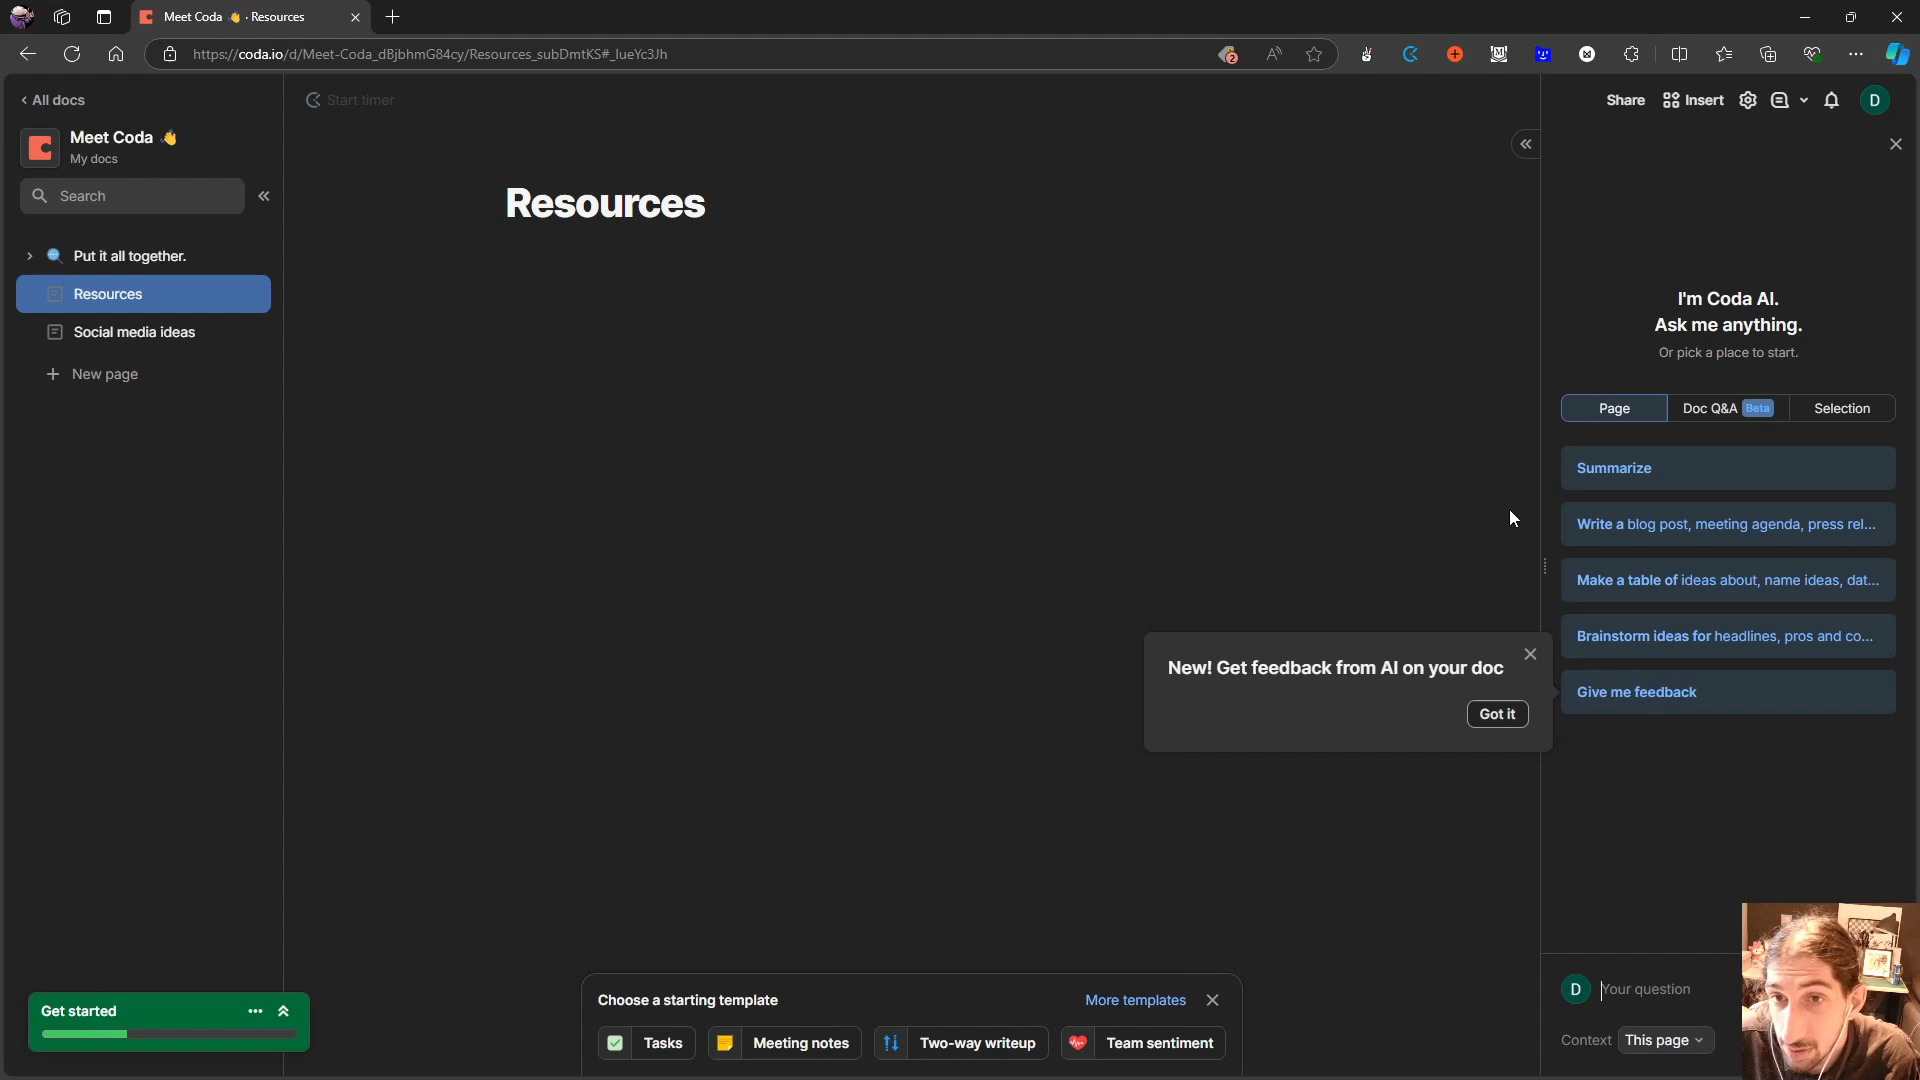 Meet Coda 👋 · Resources
https://coda.io/d/Meet-Coda_dBjbhmG84cy/Resources_subDmtKS#_lueYc3Jh
2
All docs
Start timer
Share
Insert
D
Meet Coda 👋
My docs
Search
Resources
Put it all together.
Resources
Social media ideas
New page
I'm Coda AI.
Ask me anything.
Or pick a place to start.
Page
Doc Q&A Beta
Selection
Summarize
Write a blog post, meeting agenda, press rel...
Make a table of ideas about, name ideas, dat...
Brainstorm ideas for headlines, pros and co...
Give me feedback
New! Get feedback from AI on your doc
Got it
D
Your question
Context
This page
Choose a starting template
More templates
Tasks
Meeting notes
Two-way writeup
Team sentiment
Get started